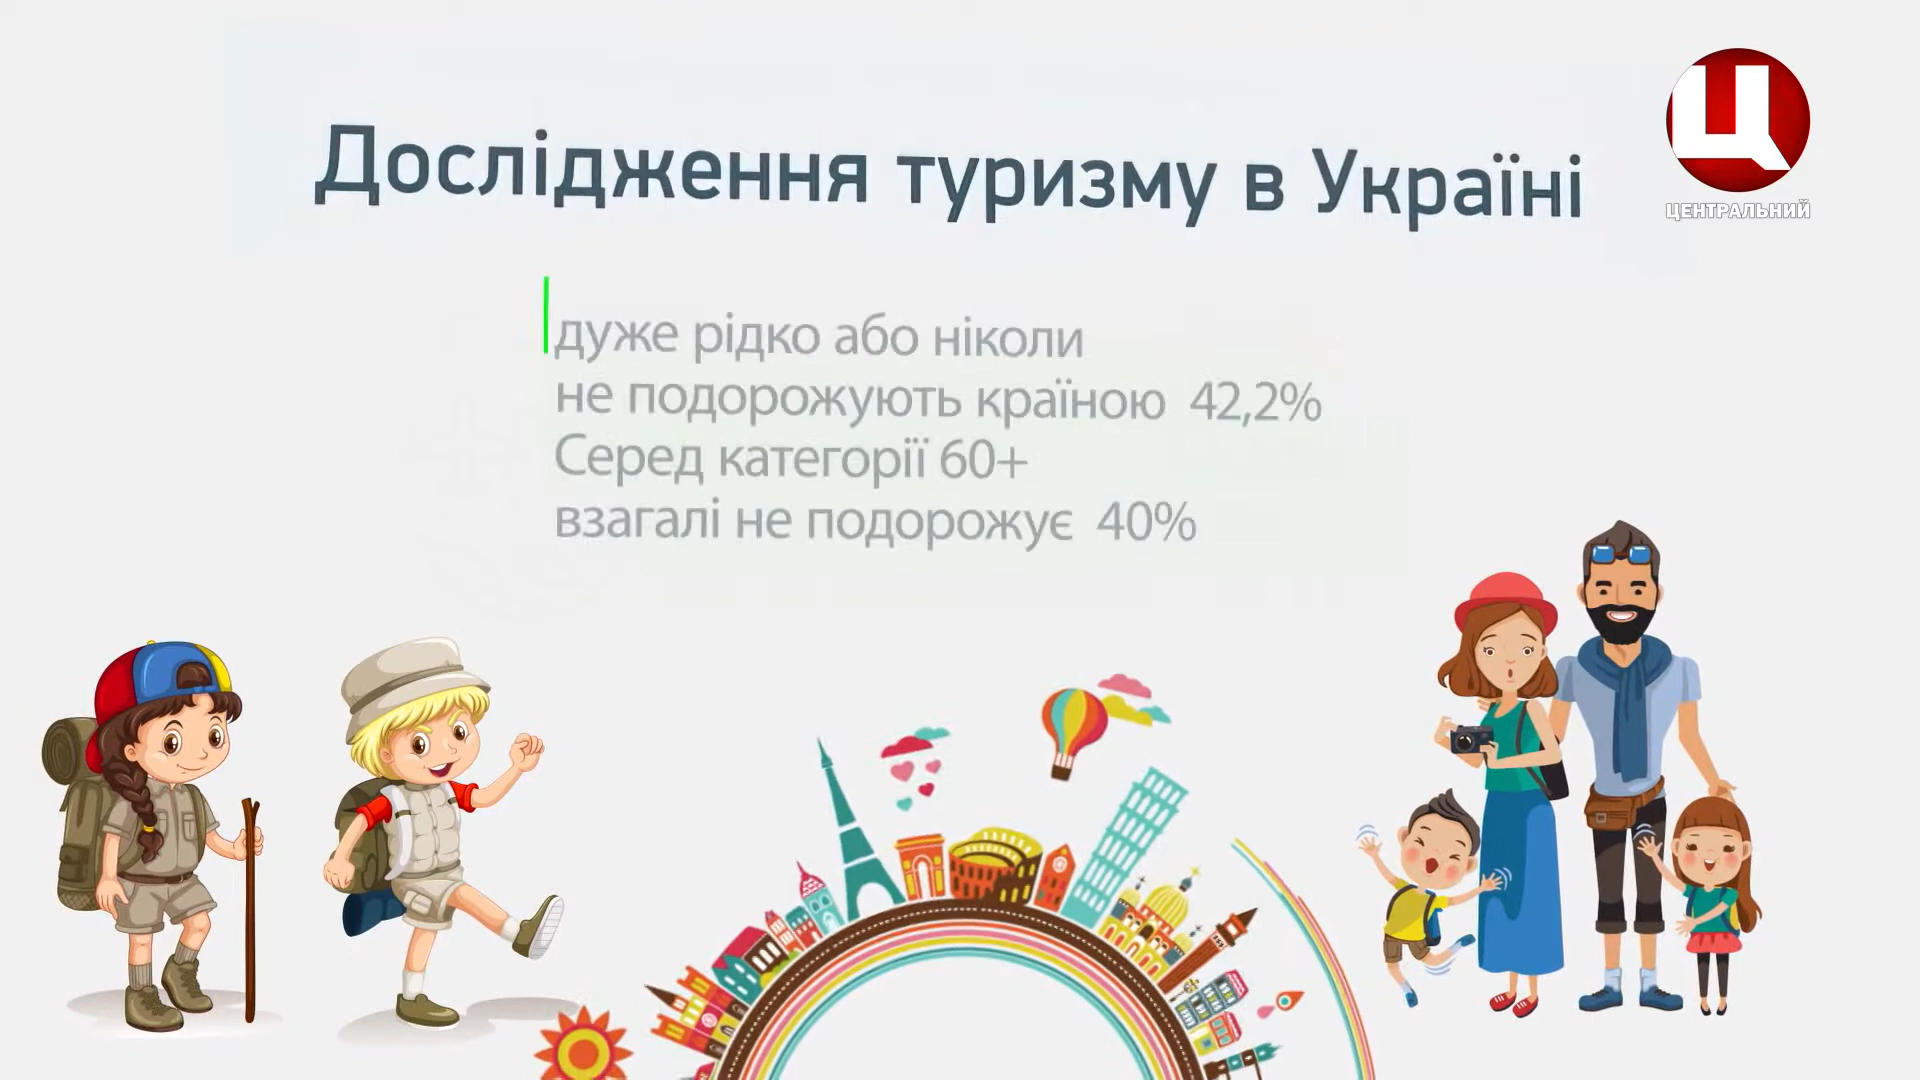 Дослідження туризму в Україні
Ц
ЦЕНТРАЛЬНИЙ
дуже рідко або ніколи
не подорожують країною 42,2%
Серед категорії 60+
взагалі не подорожує 40%